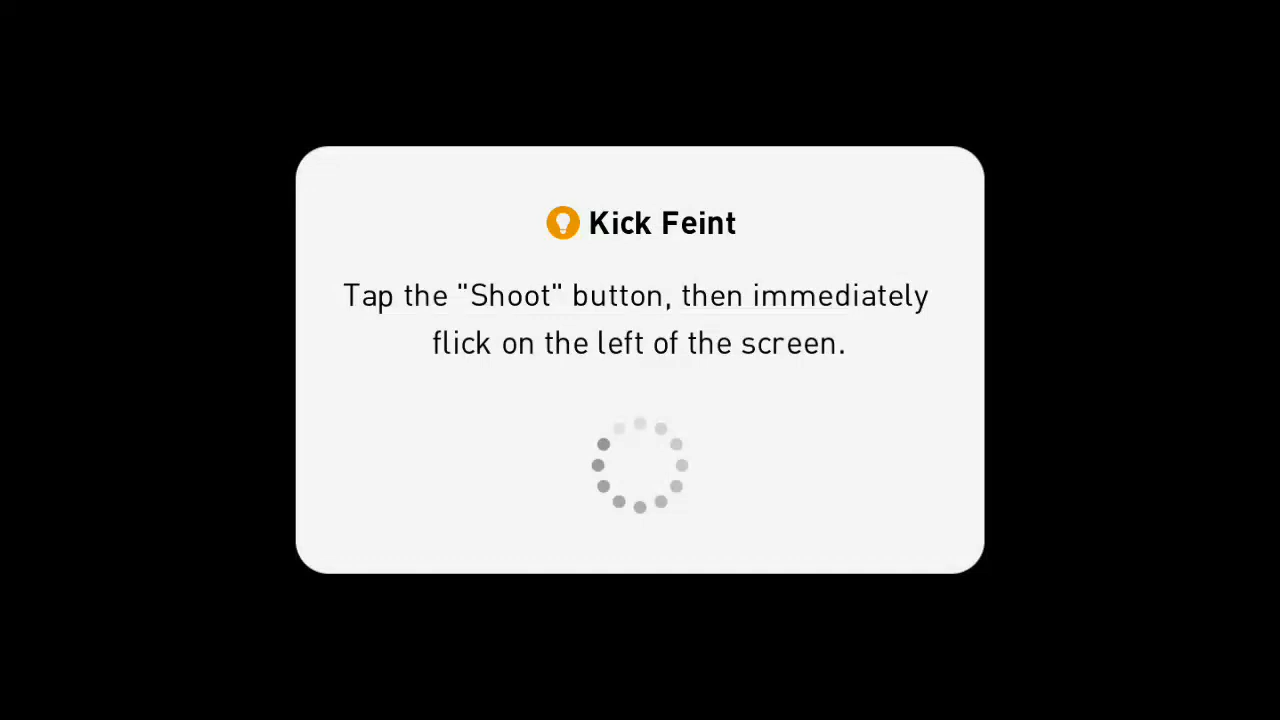 Kick Feint
Tap the "Shoot" button, then immediately
flick on the left of the screen.